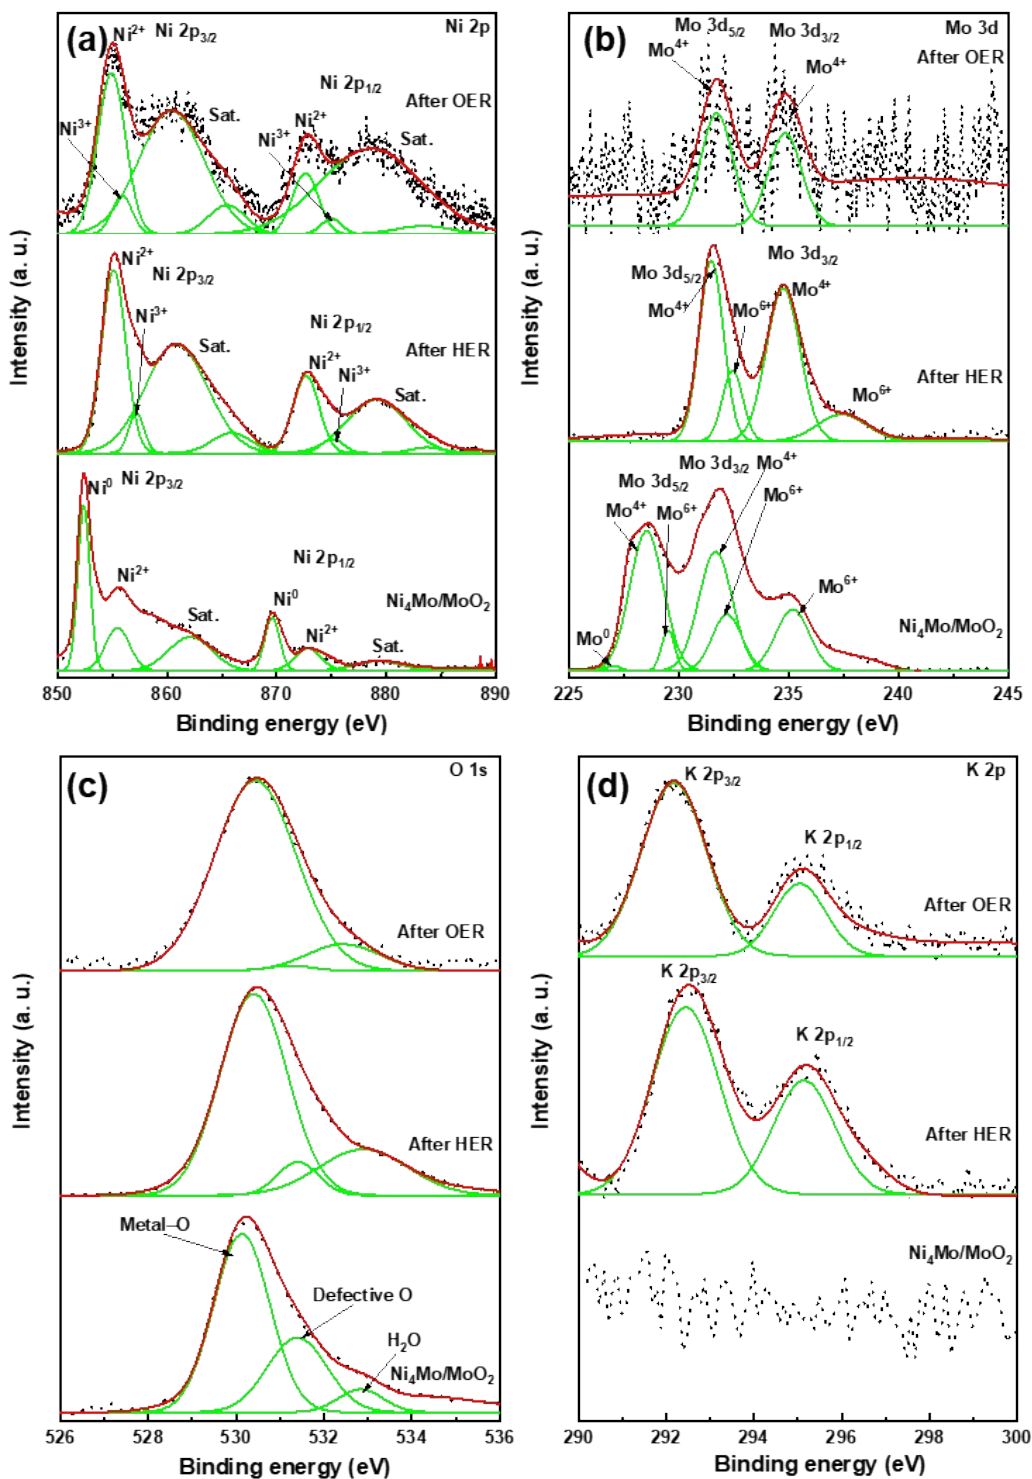 (a)
Ni²⁺ Ni 2p₃/₂
Ni 2p
Ni 2p₁/₂
After OER
Ni³⁺
Sat.
Ni³⁺
Ni²⁺
Sat.
Ni²⁺
Ni 2p₃/₂
Ni³⁺
Ni 2p₁/₂
After HER
Sat.
Ni²⁺
Ni³⁺
Sat.
Ni⁰
Ni 2p₃/₂
Ni²⁺
Ni 2p₁/₂
Ni⁰
Sat.
Ni²⁺
Sat.
Ni₄Mo/MoO₂
850 860 870 880 890
Binding energy (eV)
Intensity (a. u.)
(b)
Mo 3d₅/₂
Mo 3d₃/₂
Mo 3d
Mo⁴⁺
Mo⁴⁺
After OER
Mo 3d₃/₂
Mo 3d₅/₂
Mo⁴⁺
Mo⁶⁺
Mo⁴⁺
After HER
Mo⁶⁺
Mo 3d₃/₂
Mo⁴⁺
Mo 3d₅/₂
Mo⁴⁺
Mo⁶⁺
Mo⁶⁺
Mo⁶⁺
Mo⁰
Ni₄Mo/MoO₂
225 230 235 240 245
Binding energy (eV)
Intensity (a. u.)
(c)
O 1s
After OER
After HER
Metal–O
Defective O
H₂O
Ni₄Mo/MoO₂
526 528 530 532 534 536
Binding energy (eV)
Intensity (a. u.)
(d)
K 2p₃/₂
K 2p
K 2p₁/₂
After OER
K 2p₃/₂
K 2p₁/₂
After HER
Ni₄Mo/MoO₂
290 292 294 296 298 300
Binding energy (eV)
Intensity (a. u.)